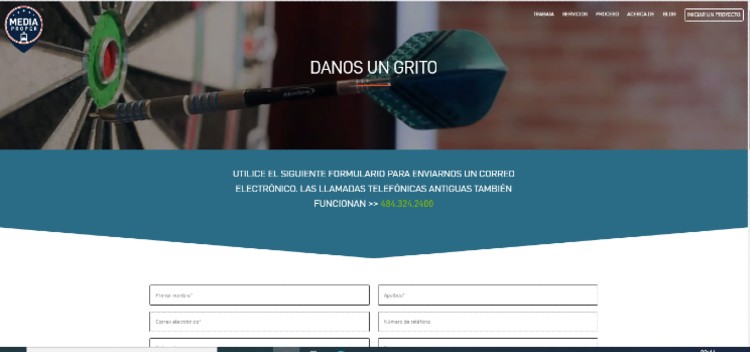 MEDIA
PROPER
TRABAJA SERVICIOS PROCESO ACERCA DE BLOG INICIAR UN PROYECTO
DANOS UN GRITO
UTILICE EL SIGUIENTE FORMULARIO PARA ENVIARNOS UN CORREO
ELECTRÓNICO. LAS LLAMADAS TELEFÓNICAS ANTIGUAS TAMBIÉN
FUNCIONAN >> 484.324.2400
Primer nombre* Apellido*
Correo electrónico* Número de teléfono